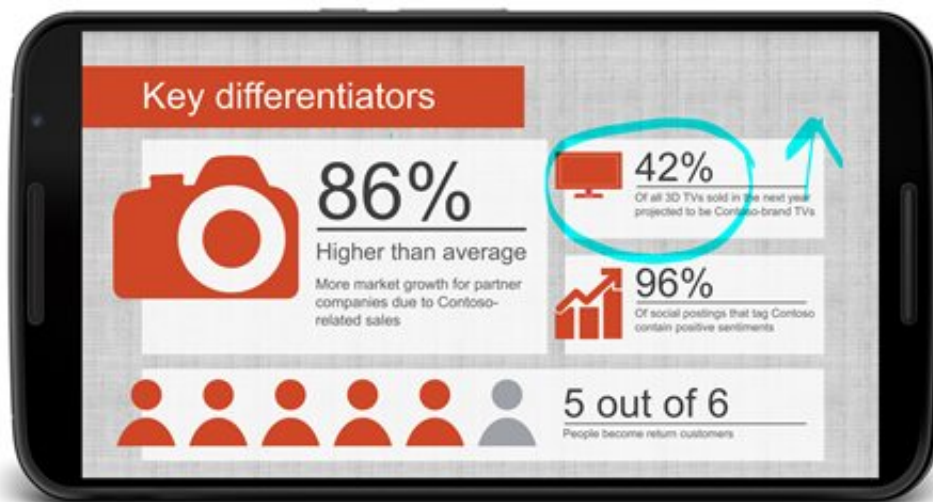 Key differentiators
86%
Higher than average
More market growth for partner
companies due to Contoso-
related sales
42%
Of all 3D TVs sold in the next year
projected to be Contoso-brand TVs
96%
Of social postings that tag Contoso
contain positive sentiments
5 out of 6
People become return customers